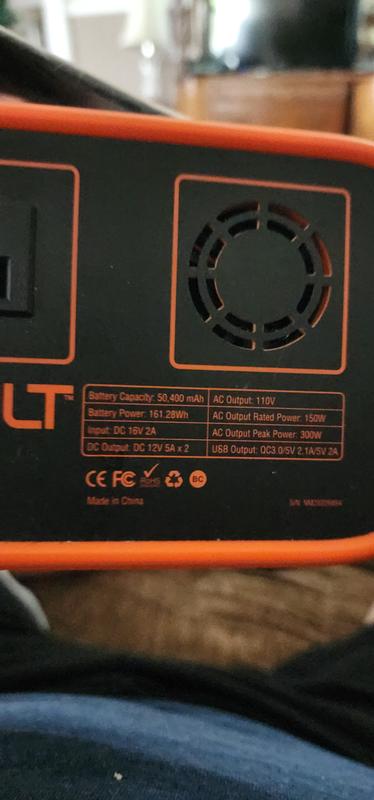 LT™
Battery Capacity: 50,400 mAh
AC Output: 110V
Battery Power: 161.28Wh
AC Output Rated Power: 150W
Input: DC 16V 2A
AC Output Peak Power: 300W
DC Output: DC 12V 5A x 2
USB Output: QC3.0/5V 2.1A/5V 2A
CE FC RoHS BC
Made in China
S/N: